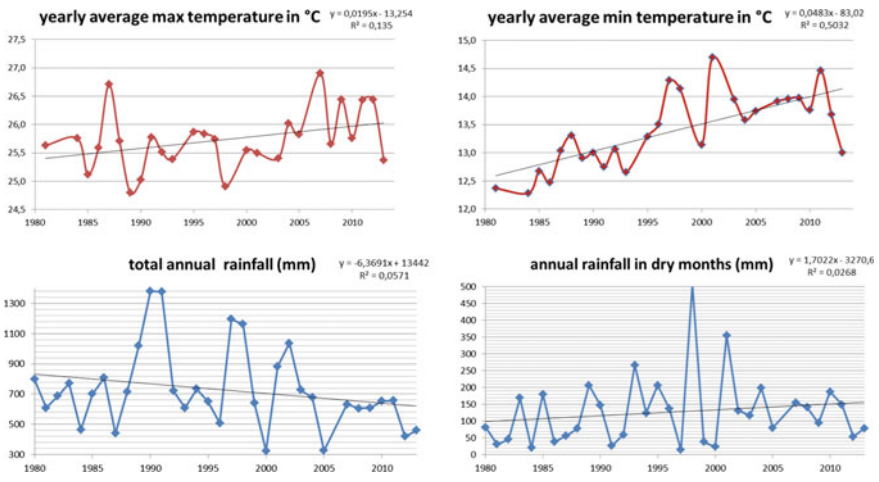 yearly average max temperature in °C
y = 0,0195x - 13,254
R² = 0,135
27,5
27,0
26,5
26,0
25,5
25,0
24,5
1980 1985 1990 1995 2000 2005 2010
yearly average min temperature in °C
y = 0,0483x - 83,02
R² = 0,5032
15,0
14,5
14,0
13,5
13,0
12,5
12,0
1980 1985 1990 1995 2000 2005 2010
total annual rainfall (mm)
y = -6,3691x + 13442
R² = 0,0571
1300
1100
900
700
500
300
1980 1985 1990 1995 2000 2005 2010
annual rainfall in dry months (mm)
y = 1,7022x - 3270,6
R² = 0,0268
500
450
400
350
300
250
200
150
100
50
0
1980 1985 1990 1995 2000 2005 2010